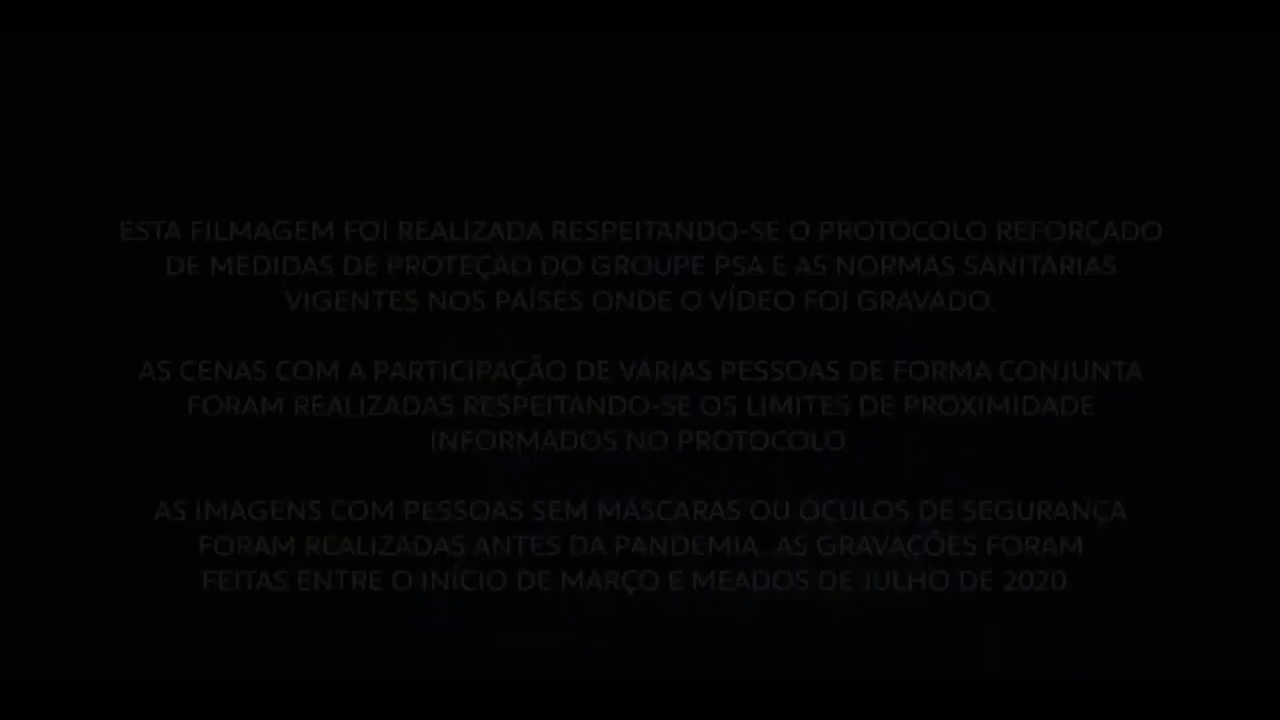 ESTA FILMAGEM FOI REALIZADA RESPEITANDO-SE O PROTOCOLO REFORÇADO
DE MEDIDAS DE PROTEÇÃO DO GROUPE PSA E AS NORMAS SANITÁRIAS
VIGENTES NOS PAÍSES ONDE O VÍDEO FOI GRAVADO.
AS CENAS COM A PARTICIPAÇÃO DE VÁRIAS PESSOAS DE FORMA CONJUNTA
FORAM REALIZADAS RESPEITANDO-SE OS LIMITES DE PROXIMIDADE
INFORMADOS NO PROTOCOLO.
AS IMAGENS COM PESSOAS SEM MÁSCARAS OU ÓCULOS DE SEGURANÇA
FORAM REALIZADAS ANTES DA PANDEMIA. AS GRAVAÇÕES FORAM
FEITAS ENTRE O INÍCIO DE MARÇO E MEADOS DE JULHO DE 2020.